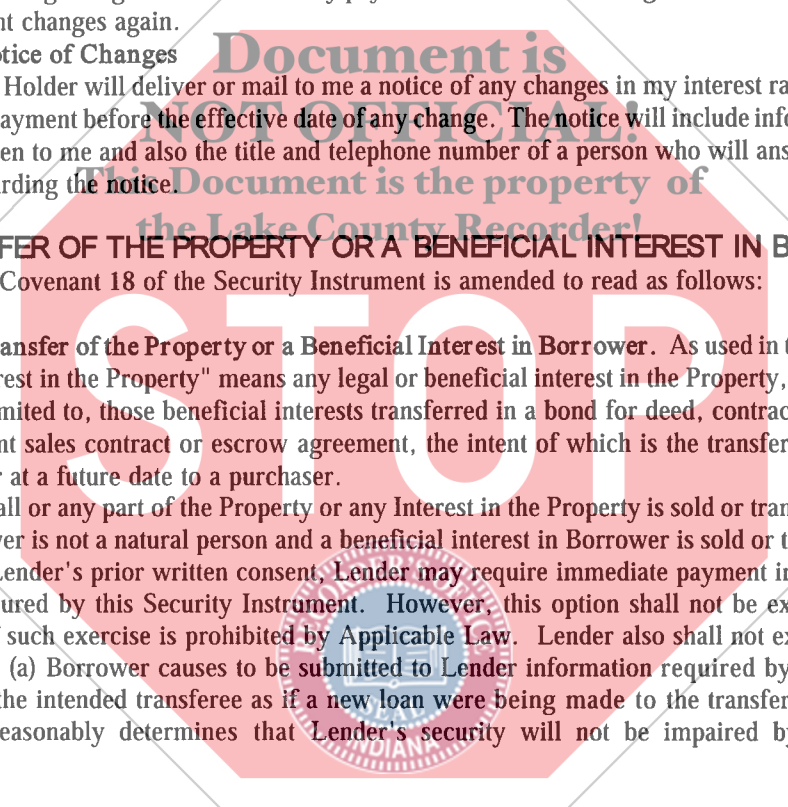 nt changes again.
Document is
otice of Changes
Holder will deliver or mail to me a notice of any changes in my interest ra
NOT OFFICIAL!
ayment before the effective date of any change. The notice will include info
en to me and also the title and telephone number of a person who will ans
rding the notice.
This Document is the property of
the Lake County Recorder!
FER OF THE PROPERTY OR A BENEFICIAL INTEREST IN B
Covenant 18 of the Security Instrument is amended to read as follows:
STOP
ansfer of the Property or a Beneficial Interest in Borrower. As used in t
rest in the Property" means any legal or beneficial interest in the Property,
mited to, those beneficial interests transferred in a bond for deed, contrac
nt sales contract or escrow agreement, the intent of which is the transfer
r at a future date to a purchaser.
all or any part of the Property or any Interest in the Property is sold or tran
er is not a natural person and a beneficial interest in Borrower is sold or t
Lender's prior written consent, Lender may require immediate payment in
ured by this Security Instrument. However, this option shall not be ex
f such exercise is prohibited by Applicable Law. Lender also shall not ex
(a) Borrower causes to be submitted to Lender information required by
the intended transferee as if a new loan were being made to the transfer
easonably determines that Lender's security will not be impaired by
SEAL
INDIANA